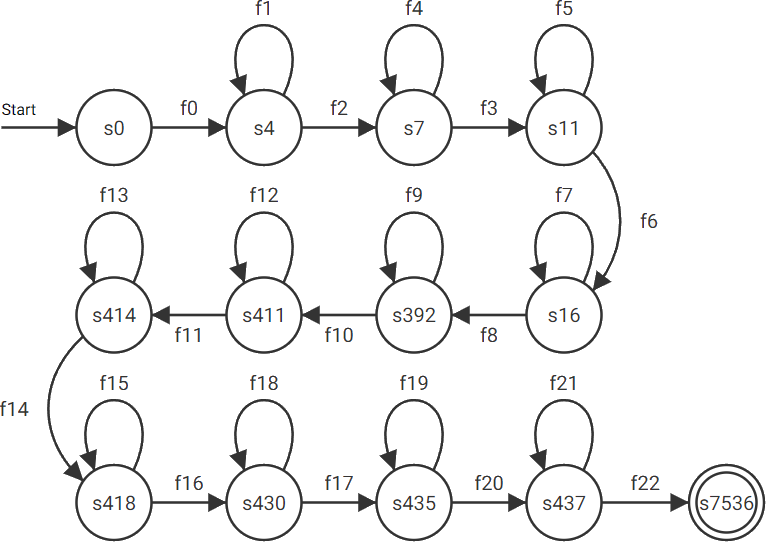 f1 f4 f5
Start f0 f2 f3
s0 s4 s7 s11
f13 f12 f9 f7
f6
s414 s411 s392 s16
f11 f10 f8
f15 f18 f19 f21
f14
f16 f17 f20 f22
s418 s430 s435 s437 s7536